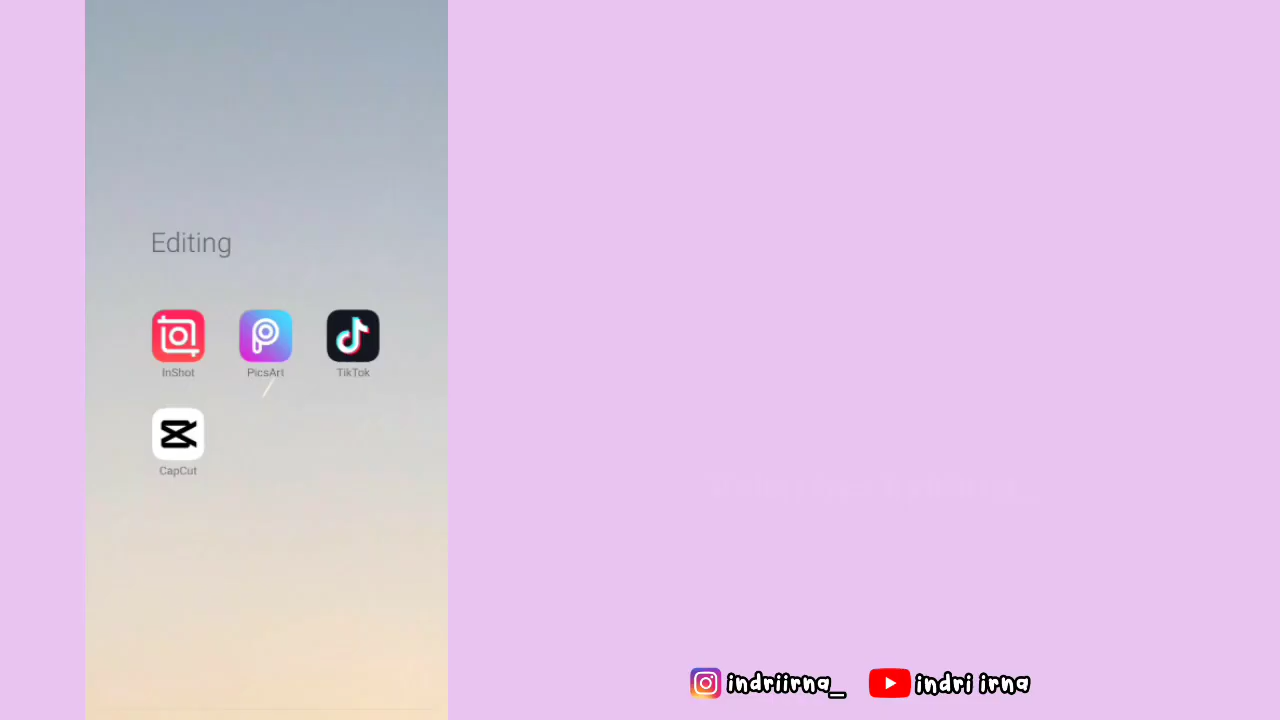 Editing
InShot
PicsArt
TikTok
CapCut
indriirna_
indri irna